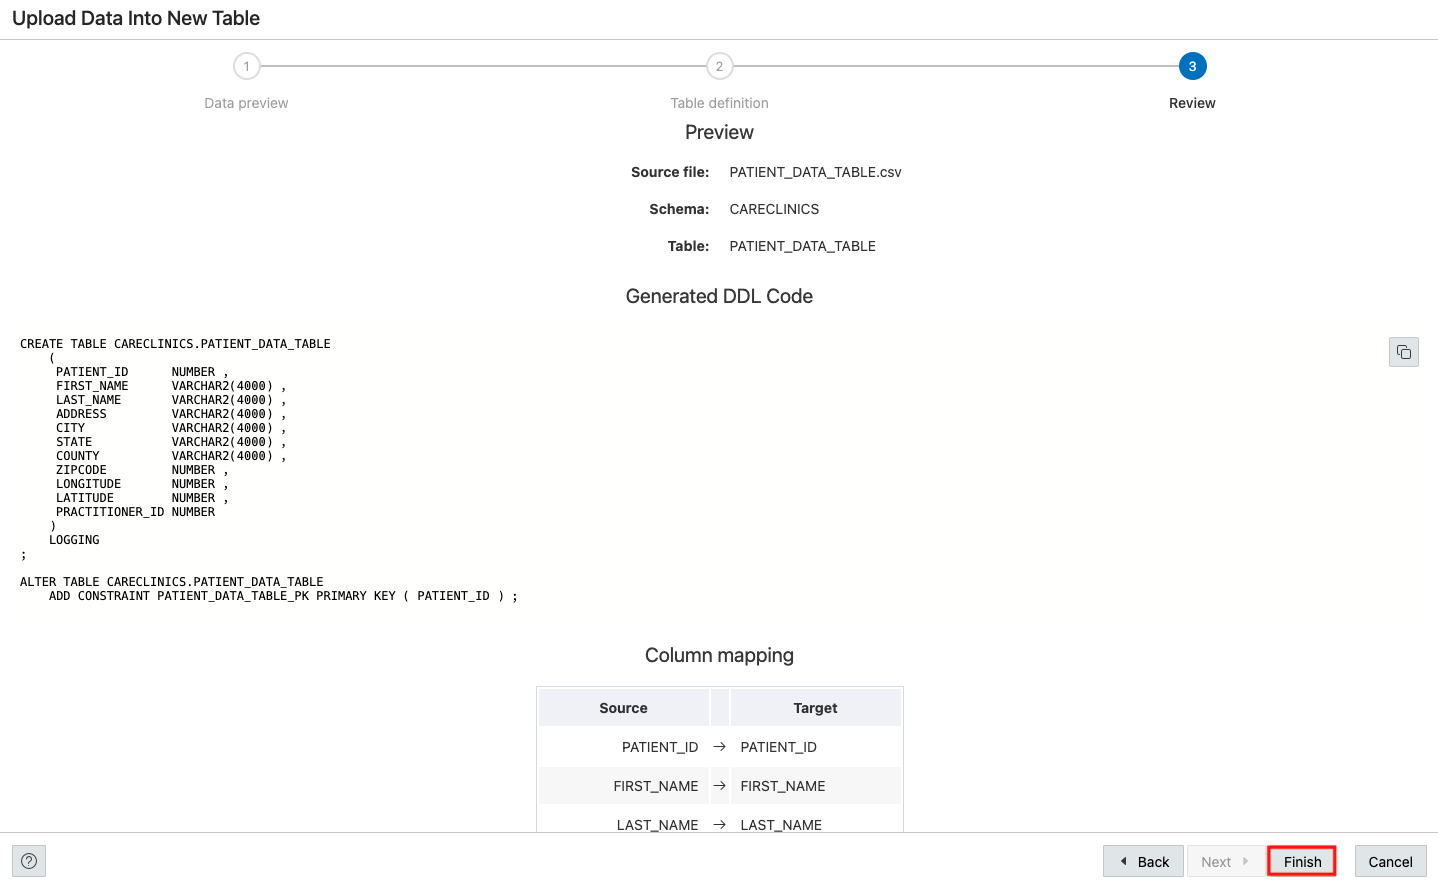 Upload Data Into New Table
1
2
3
Data preview
Table definition
Review
Preview
Source file: PATIENT_DATA_TABLE.csv
Schema: CARECLINICS
Table: PATIENT_DATA_TABLE
Generated DDL Code
CREATE TABLE CARECLINICS.PATIENT_DATA_TABLE
(
PATIENT_ID NUMBER ,
FIRST_NAME VARCHAR2(4000) ,
LAST_NAME VARCHAR2(4000) ,
ADDRESS VARCHAR2(4000) ,
CITY VARCHAR2(4000) ,
STATE VARCHAR2(4000) ,
COUNTY VARCHAR2(4000) ,
ZIPCODE NUMBER ,
LONGITUDE NUMBER ,
LATITUDE NUMBER ,
PRACTITIONER_ID NUMBER
)
LOGGING
;
ALTER TABLE CARECLINICS.PATIENT_DATA_TABLE
ADD CONSTRAINT PATIENT_DATA_TABLE_PK PRIMARY KEY ( PATIENT_ID ) ;
Column mapping
Source Target
PATIENT_ID → PATIENT_ID
FIRST_NAME → FIRST_NAME
LAST_NAME → LAST_NAME
? Back Next Finish Cancel